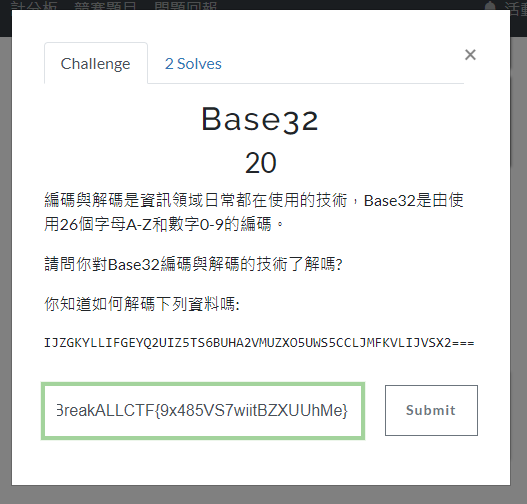 計分板 競賽題目 問題回報
Challenge
2 Solves
×
Base32
20
編碼與解碼是資訊領域日常都在使用的技術，Base32是由使
用26個字母A-Z和數字0-9的編碼。
請問你對Base32編碼與解碼的技術了解嗎?
你知道如何解碼下列資料嗎:
IJZGKYLLIFGEYQ2UIZ5TS6BUHA2VMUZXO5UWS5CCLJMFKVLIJVSX2===
BreakALLCTF{9x485VS7wiitBZXUUhMe}
Submit